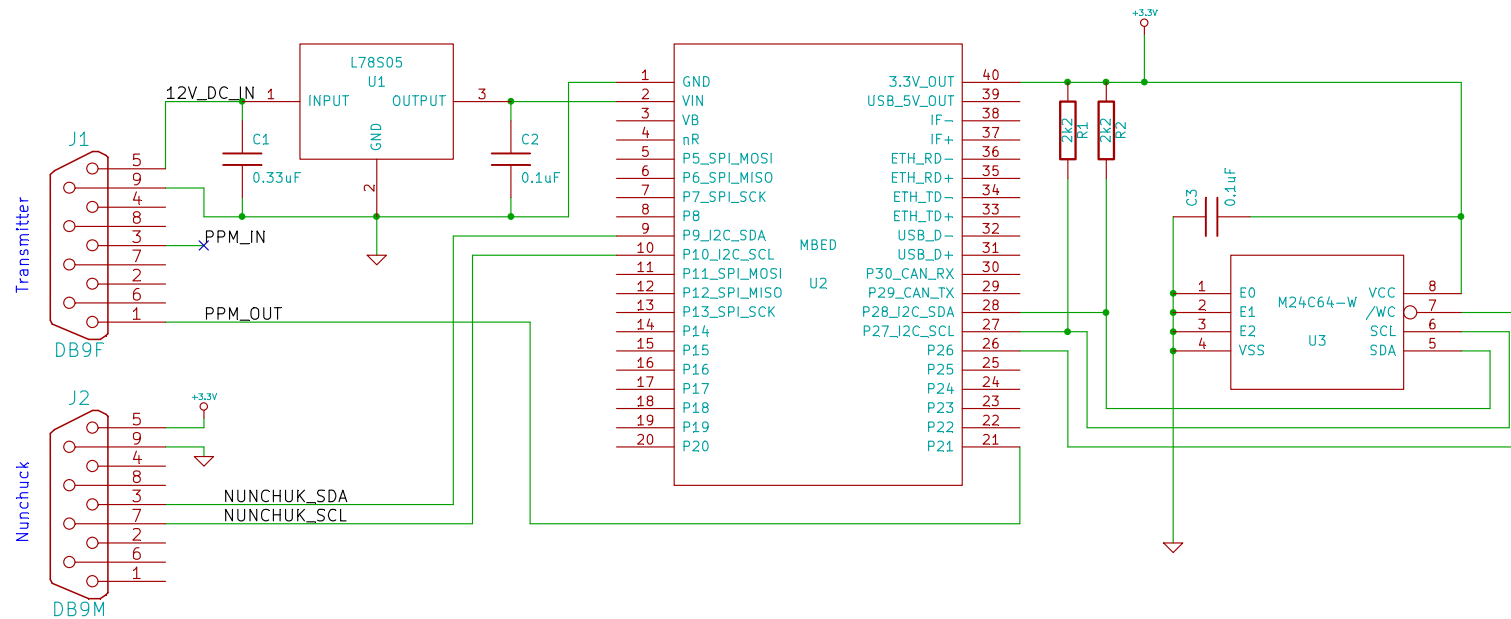 +3.3V
L78S05
U1
12V_DC_IN
1
INPUT
OUTPUT
3
GND
2
C1
0.33uF
C2
0.1uF
J1
Transmitter
5
9
4
8
3
PPM_IN
7
2
6
1
PPM_OUT
DB9F
J2
Nunchuck
+3.3V
5
9
4
8
3
NUNCHUK_SDA
7
NUNCHUK_SCL
2
6
1
DB9M
MBED
U2
1 GND
2 VIN
3 VB
4 nR
5 P5_SPI_MOSI
6 P6_SPI_MISO
7 P7_SPI_SCK
8 P8
9 P9_I2C_SDA
10 P10_I2C_SCL
11 P11_SPI_MOSI
12 P12_SPI_MISO
13 P13_SPI_SCK
14 P14
15 P15
16 P16
17 P17
18 P18
19 P19
20 P20
3.3V_OUT 40
USB_5V_OUT 39
IF- 38
IF+ 37
ETH_RD- 36
ETH_RD+ 35
ETH_TD- 34
ETH_TD+ 33
USB_D- 32
USB_D+ 31
P30_CAN_RX 30
P29_CAN_TX 29
P28_I2C_SDA 28
P27_I2C_SCL 27
P26 26
P25 25
P24 24
P23 23
P22 22
P21 21
2k2
R1
2k2
R2
C3
0.1uF
M24C64-W
U3
1 E0
2 E1
3 E2
4 VSS
VCC 8
/WC 7
SCL 6
SDA 5